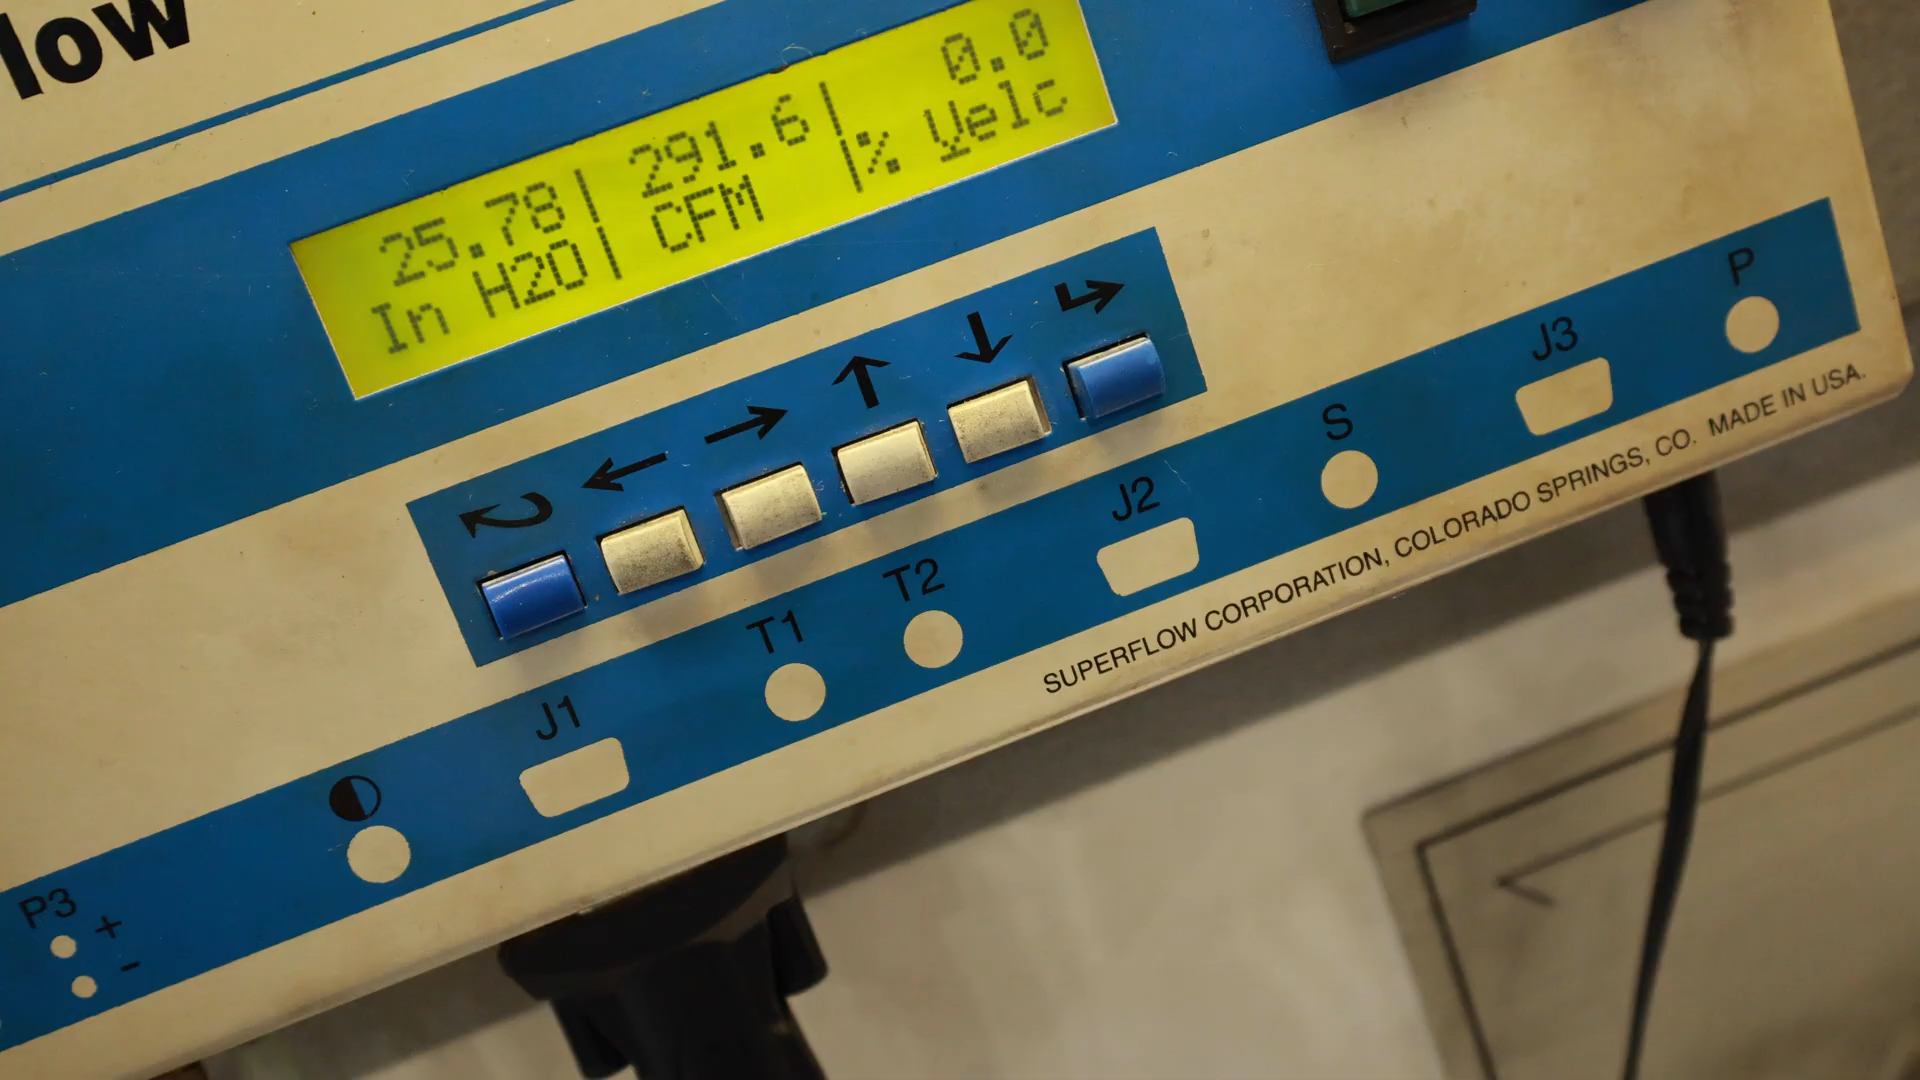 low
25.78| 291.6| 0.0
In H2O| CFM |% Velc
J1 T1 T2 J2 S J3 P
P3 + -
SUPERFLOW CORPORATION, COLORADO SPRINGS, CO. MADE IN USA.